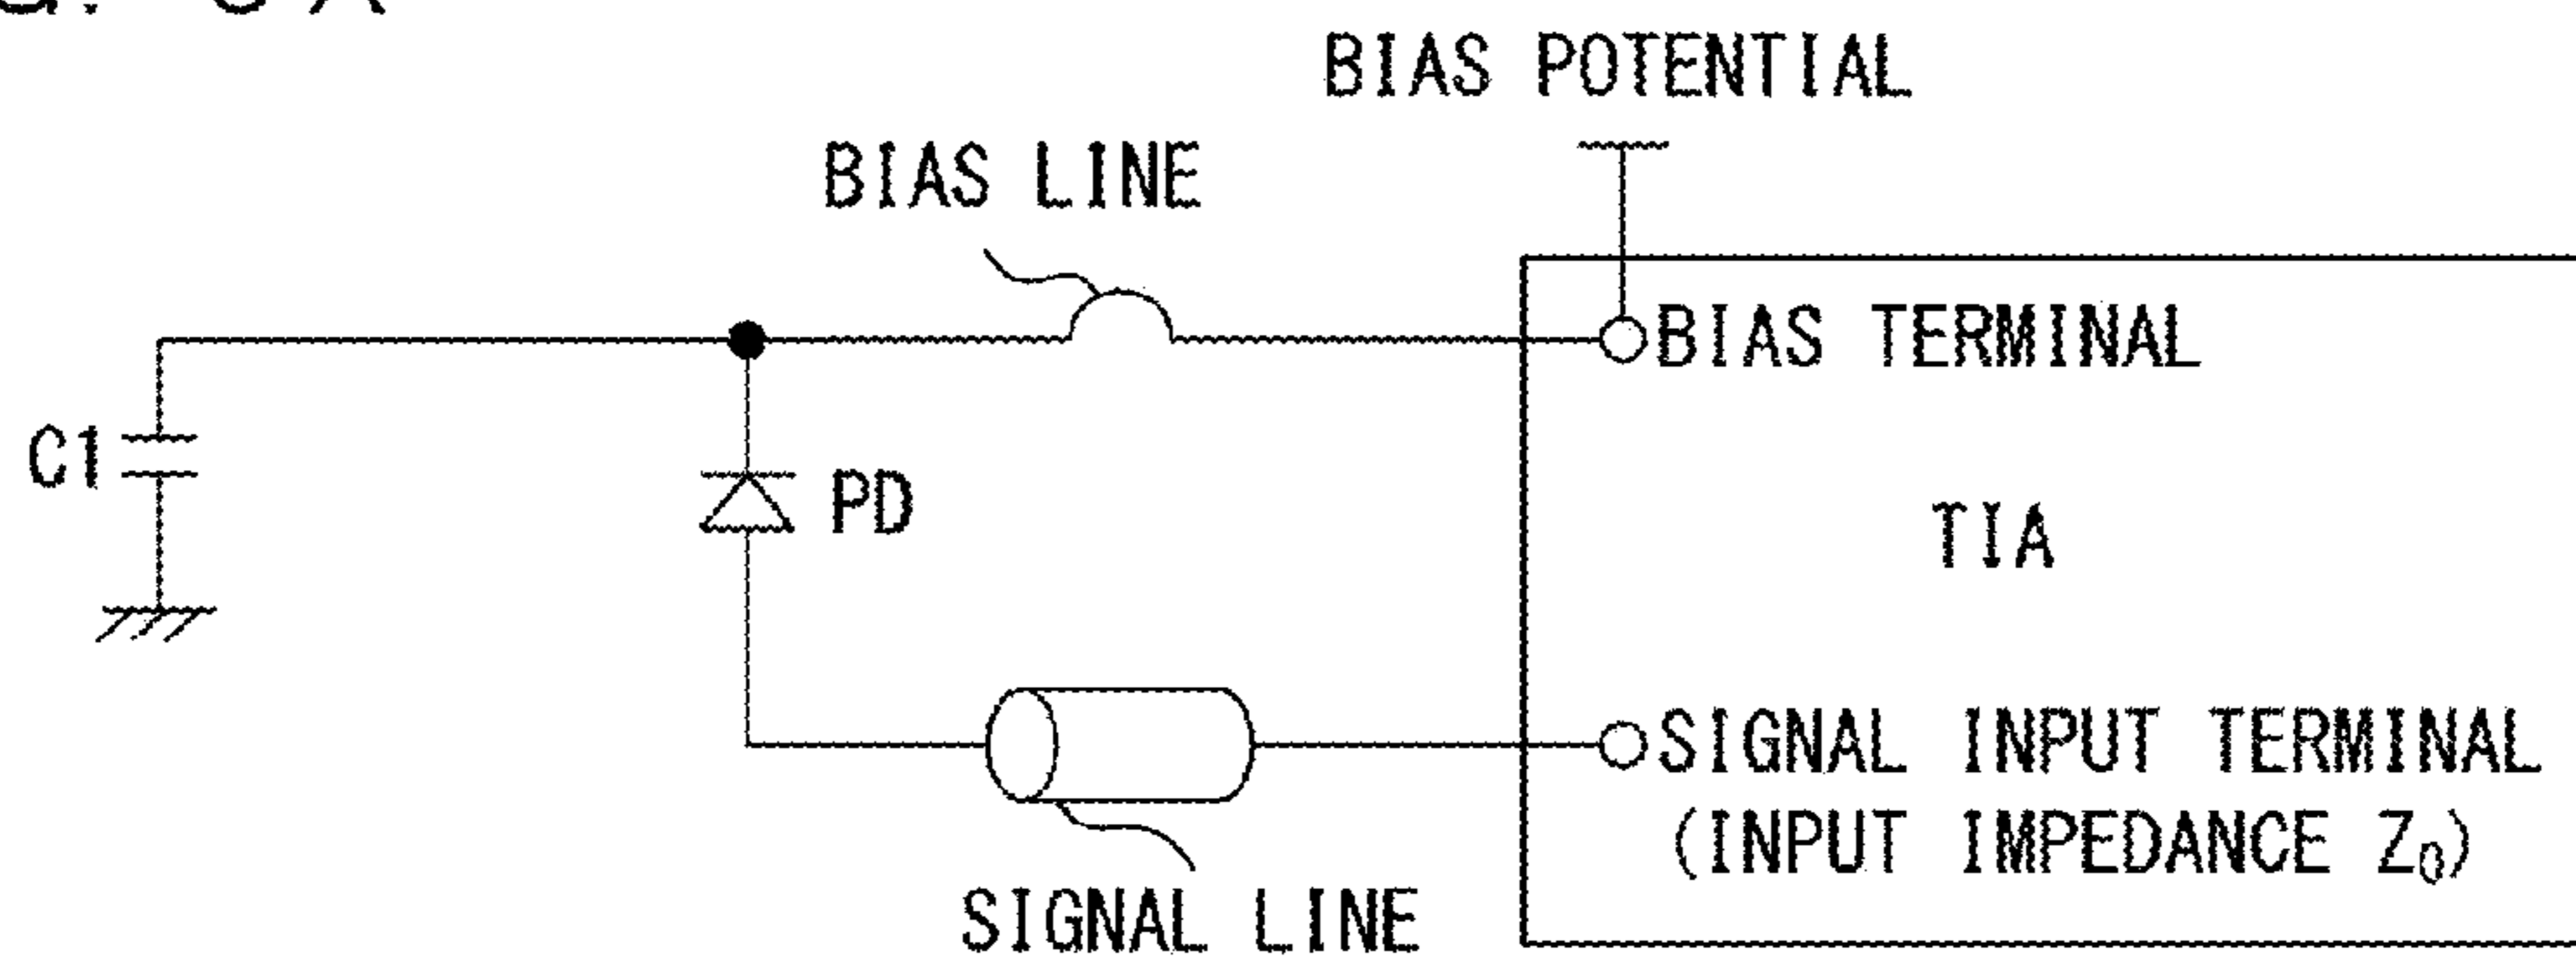 BIAS POTENTIAL
BIAS LINE
BIAS TERMINAL
C1
PD
TIA
SIGNAL INPUT TERMINAL
(INPUT IMPEDANCE Z₀)
SIGNAL LINE